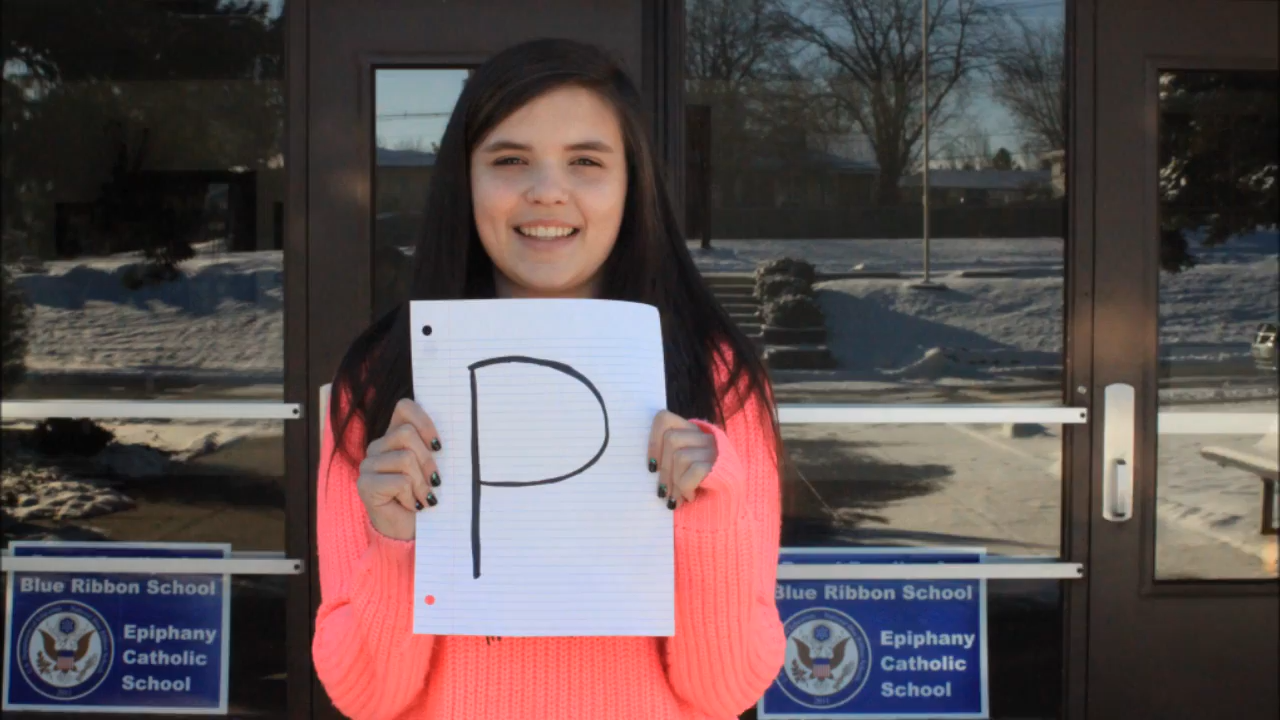 P
Blue Ribbon School
Epiphany
Catholic
School
Blue Ribbon School
Epiphany
Catholic
School